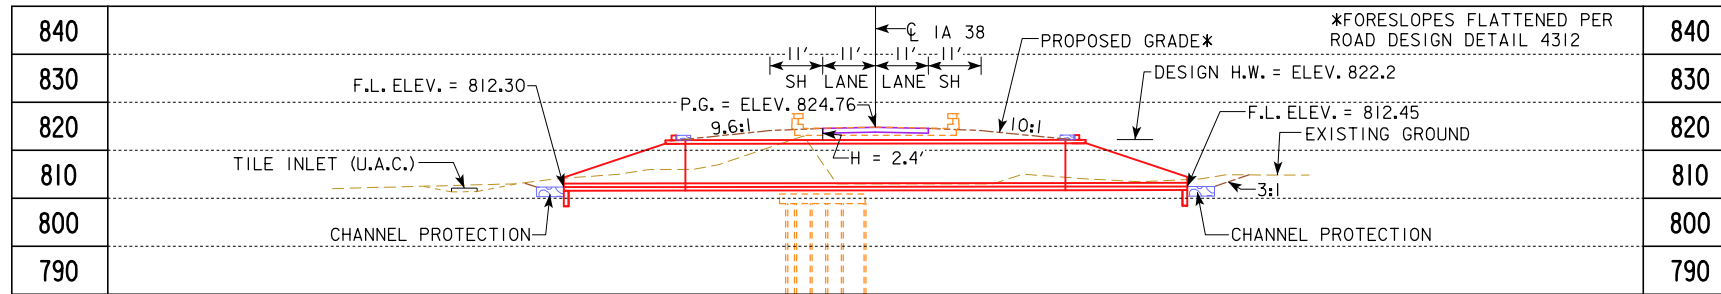 840
830
820
810
800
790
℄ IA 38
11' 11' 11' 11'
SH LANE LANE SH
PROPOSED GRADE*
*FORESLOPES FLATTENED PER
ROAD DESIGN DETAIL 4312
F.L. ELEV. = 812.30
P.G. = ELEV. 824.76
DESIGN H.W. = ELEV. 822.2
F.L. ELEV. = 812.45
9.6:1
10:1
EXISTING GROUND
TILE INLET (U.A.C.)
H = 2.4'
3:1
CHANNEL PROTECTION
CHANNEL PROTECTION
840
830
820
810
800
790